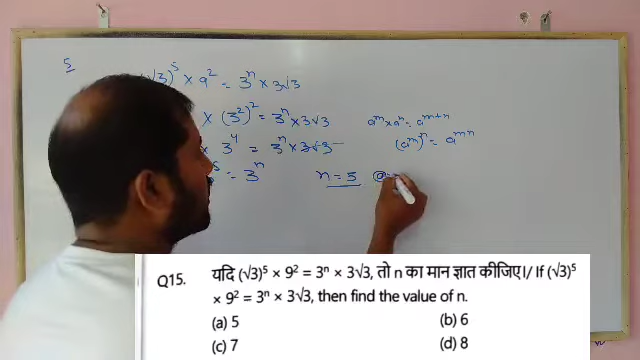 5
√3)⁵ × 9² = 3ⁿ × 3√3
× (3²)² = 3ⁿ × 3√3
aᵐ × aⁿ = aᵐ⁺ⁿ
× 3⁴ = 3ⁿ × 3√3
(aᵐ)ⁿ = aᵐⁿ
= 3ⁿ
n = 5
Q15. यदि (√3)⁵ × 9² = 3ⁿ × 3√3, तो n का मान ज्ञात कीजिए।/ If (√3)⁵
× 9² = 3ⁿ × 3√3, then find the value of n.
(a) 5 (b) 6
(c) 7 (d) 8